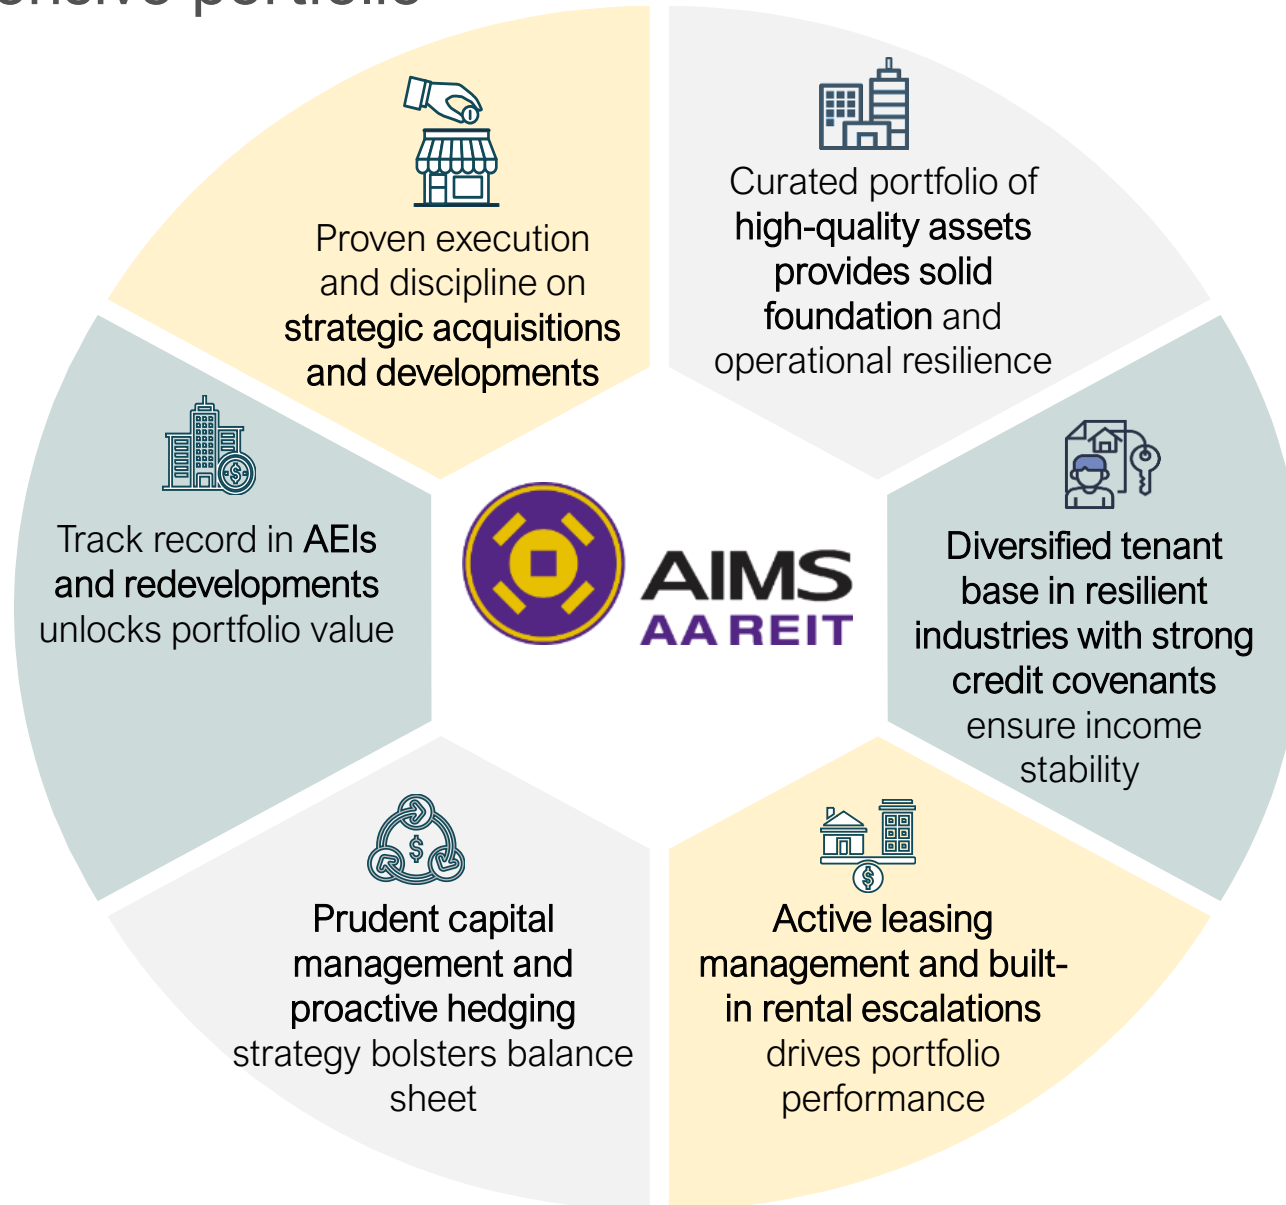 Proven execution
and discipline on
strategic acquisitions
and developments
Curated portfolio of
high-quality assets
provides solid
foundation and
operational resilience
Track record in AEIs
and redevelopments
unlocks portfolio value
AIMS
AA REIT
Diversified tenant
base in resilient
industries with strong
credit covenants
ensure income
stability
Prudent capital
management and
proactive hedging
strategy bolsters balance
sheet
Active leasing
management and built-
in rental escalations
drives portfolio
performance